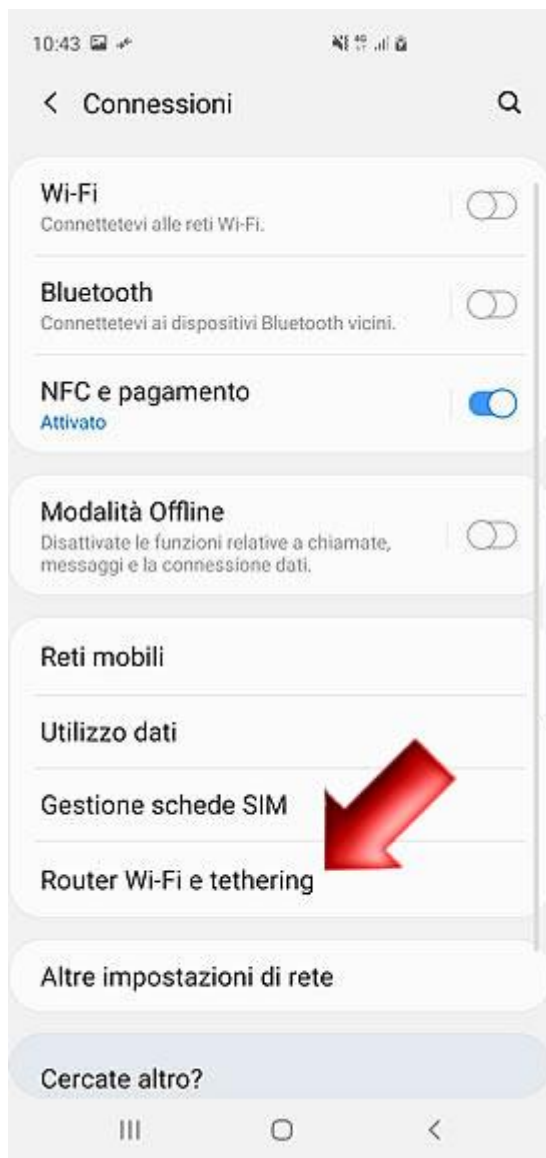 10:43
Connessioni
Wi-Fi
Connettetevi alle reti Wi-Fi.
Bluetooth
Connettetevi ai dispositivi Bluetooth vicini.
NFC e pagamento
Attivato
Modalità Offline
Disattivate le funzioni relative a chiamate,
messaggi e la connessione dati.
Reti mobili
Utilizzo dati
Gestione schede SIM
Router Wi-Fi e tethering
Altre impostazioni di rete
Cercate altro?